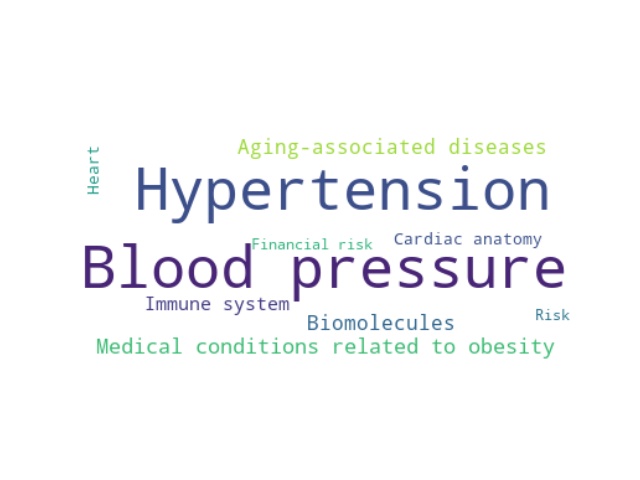 Aging-associated diseases
Heart
Hypertension
Financial risk
Cardiac anatomy
Blood pressure
Immune system
Biomolecules
Risk
Medical conditions related to obesity